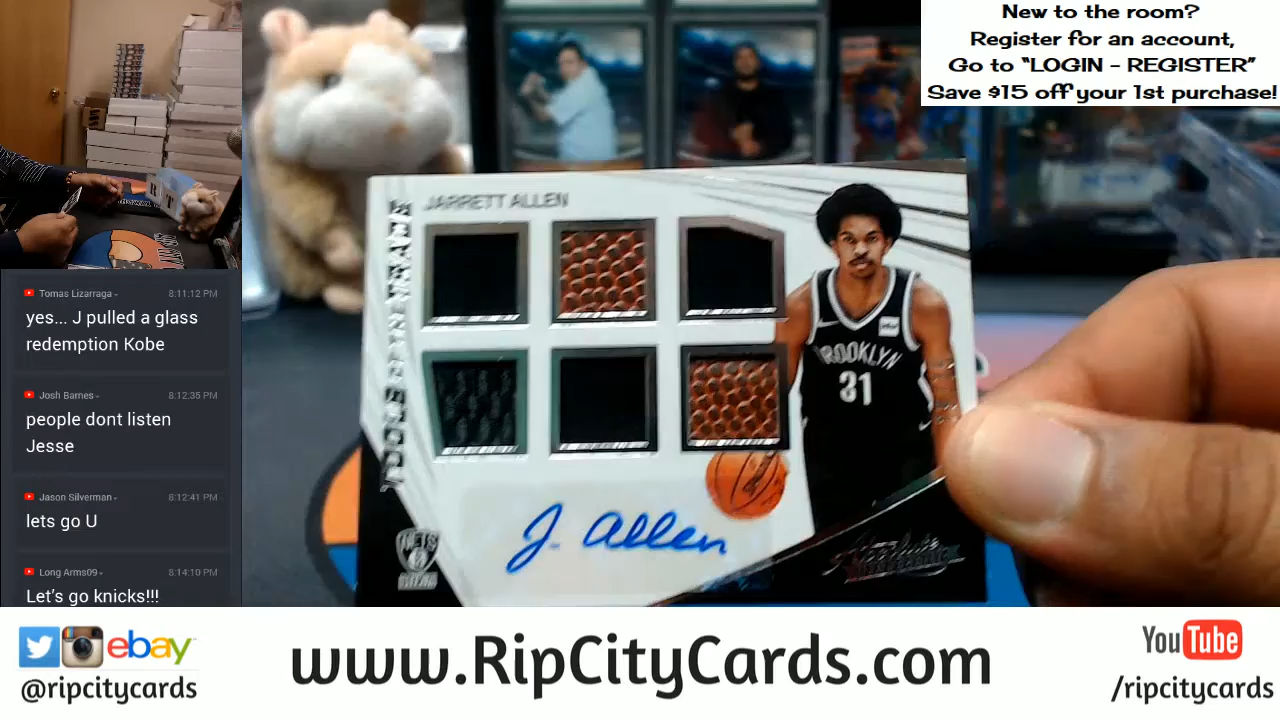 New to the room?
Register for an account,
Go to “LOGIN - REGISTER”
Save $15 off your 1st purchase!
JARRETT ALLEN
BROOKLYN
31
NETS
J. Allen
Absolute
Tomas Lizarraga
8:11:12 PM
yes... J pulled a glass
redemption Kobe
Josh Barnes
8:12:35 PM
people dont listen
Jesse
Jason Silverman
8:12:41 PM
lets go U
Long Arms09
8:14:10 PM
Let's go knicks!!!
ebay
@ripcitycards
www.RipCityCards.com
YouTube
/ripcitycards